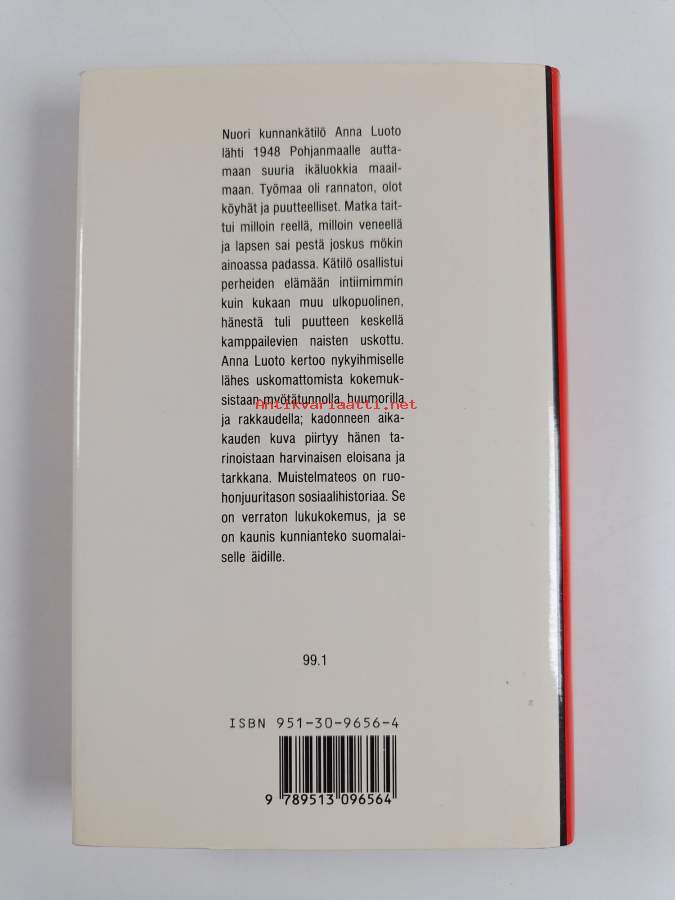 Nuori kunnankätilö Anna Luoto
lähti 1948 Pohjanmaalle autta-
maan suuria ikäluokkia maail-
maan. Työmaa oli rannaton, olot
köyhät ja puutteelliset. Matka tait-
tui milloin reellä, milloin veneellä
ja lapsen sai pestä joskus mökin
ainoassa padassa. Kätilö osallistui
perheiden elämään intiimimmin
kuin kukaan muu ulkopuolinen,
hänestä tuli puutteen keskellä
kamppailevien naisten uskottu.
Anna Luoto kertoo nykyihmiselle
lähes uskomattomista kokemuk-
sistaan myötätunnolla, huumorilla
Antikvariaatti.net
ja rakkaudella; kadonneen aika-
kauden kuva piirtyy hänen ta-
rinoistaan harvinaisen eloisana ja
tarkkana. Muistelmateos on ruo-
honjuuritason sosiaalihistoriaa. Se
on verraton lukukokemus, ja se
on kaunis kunnianteko suomalai-
selle äidille.
99.1
ISBN 951-30-9656-4
9 789513 096564